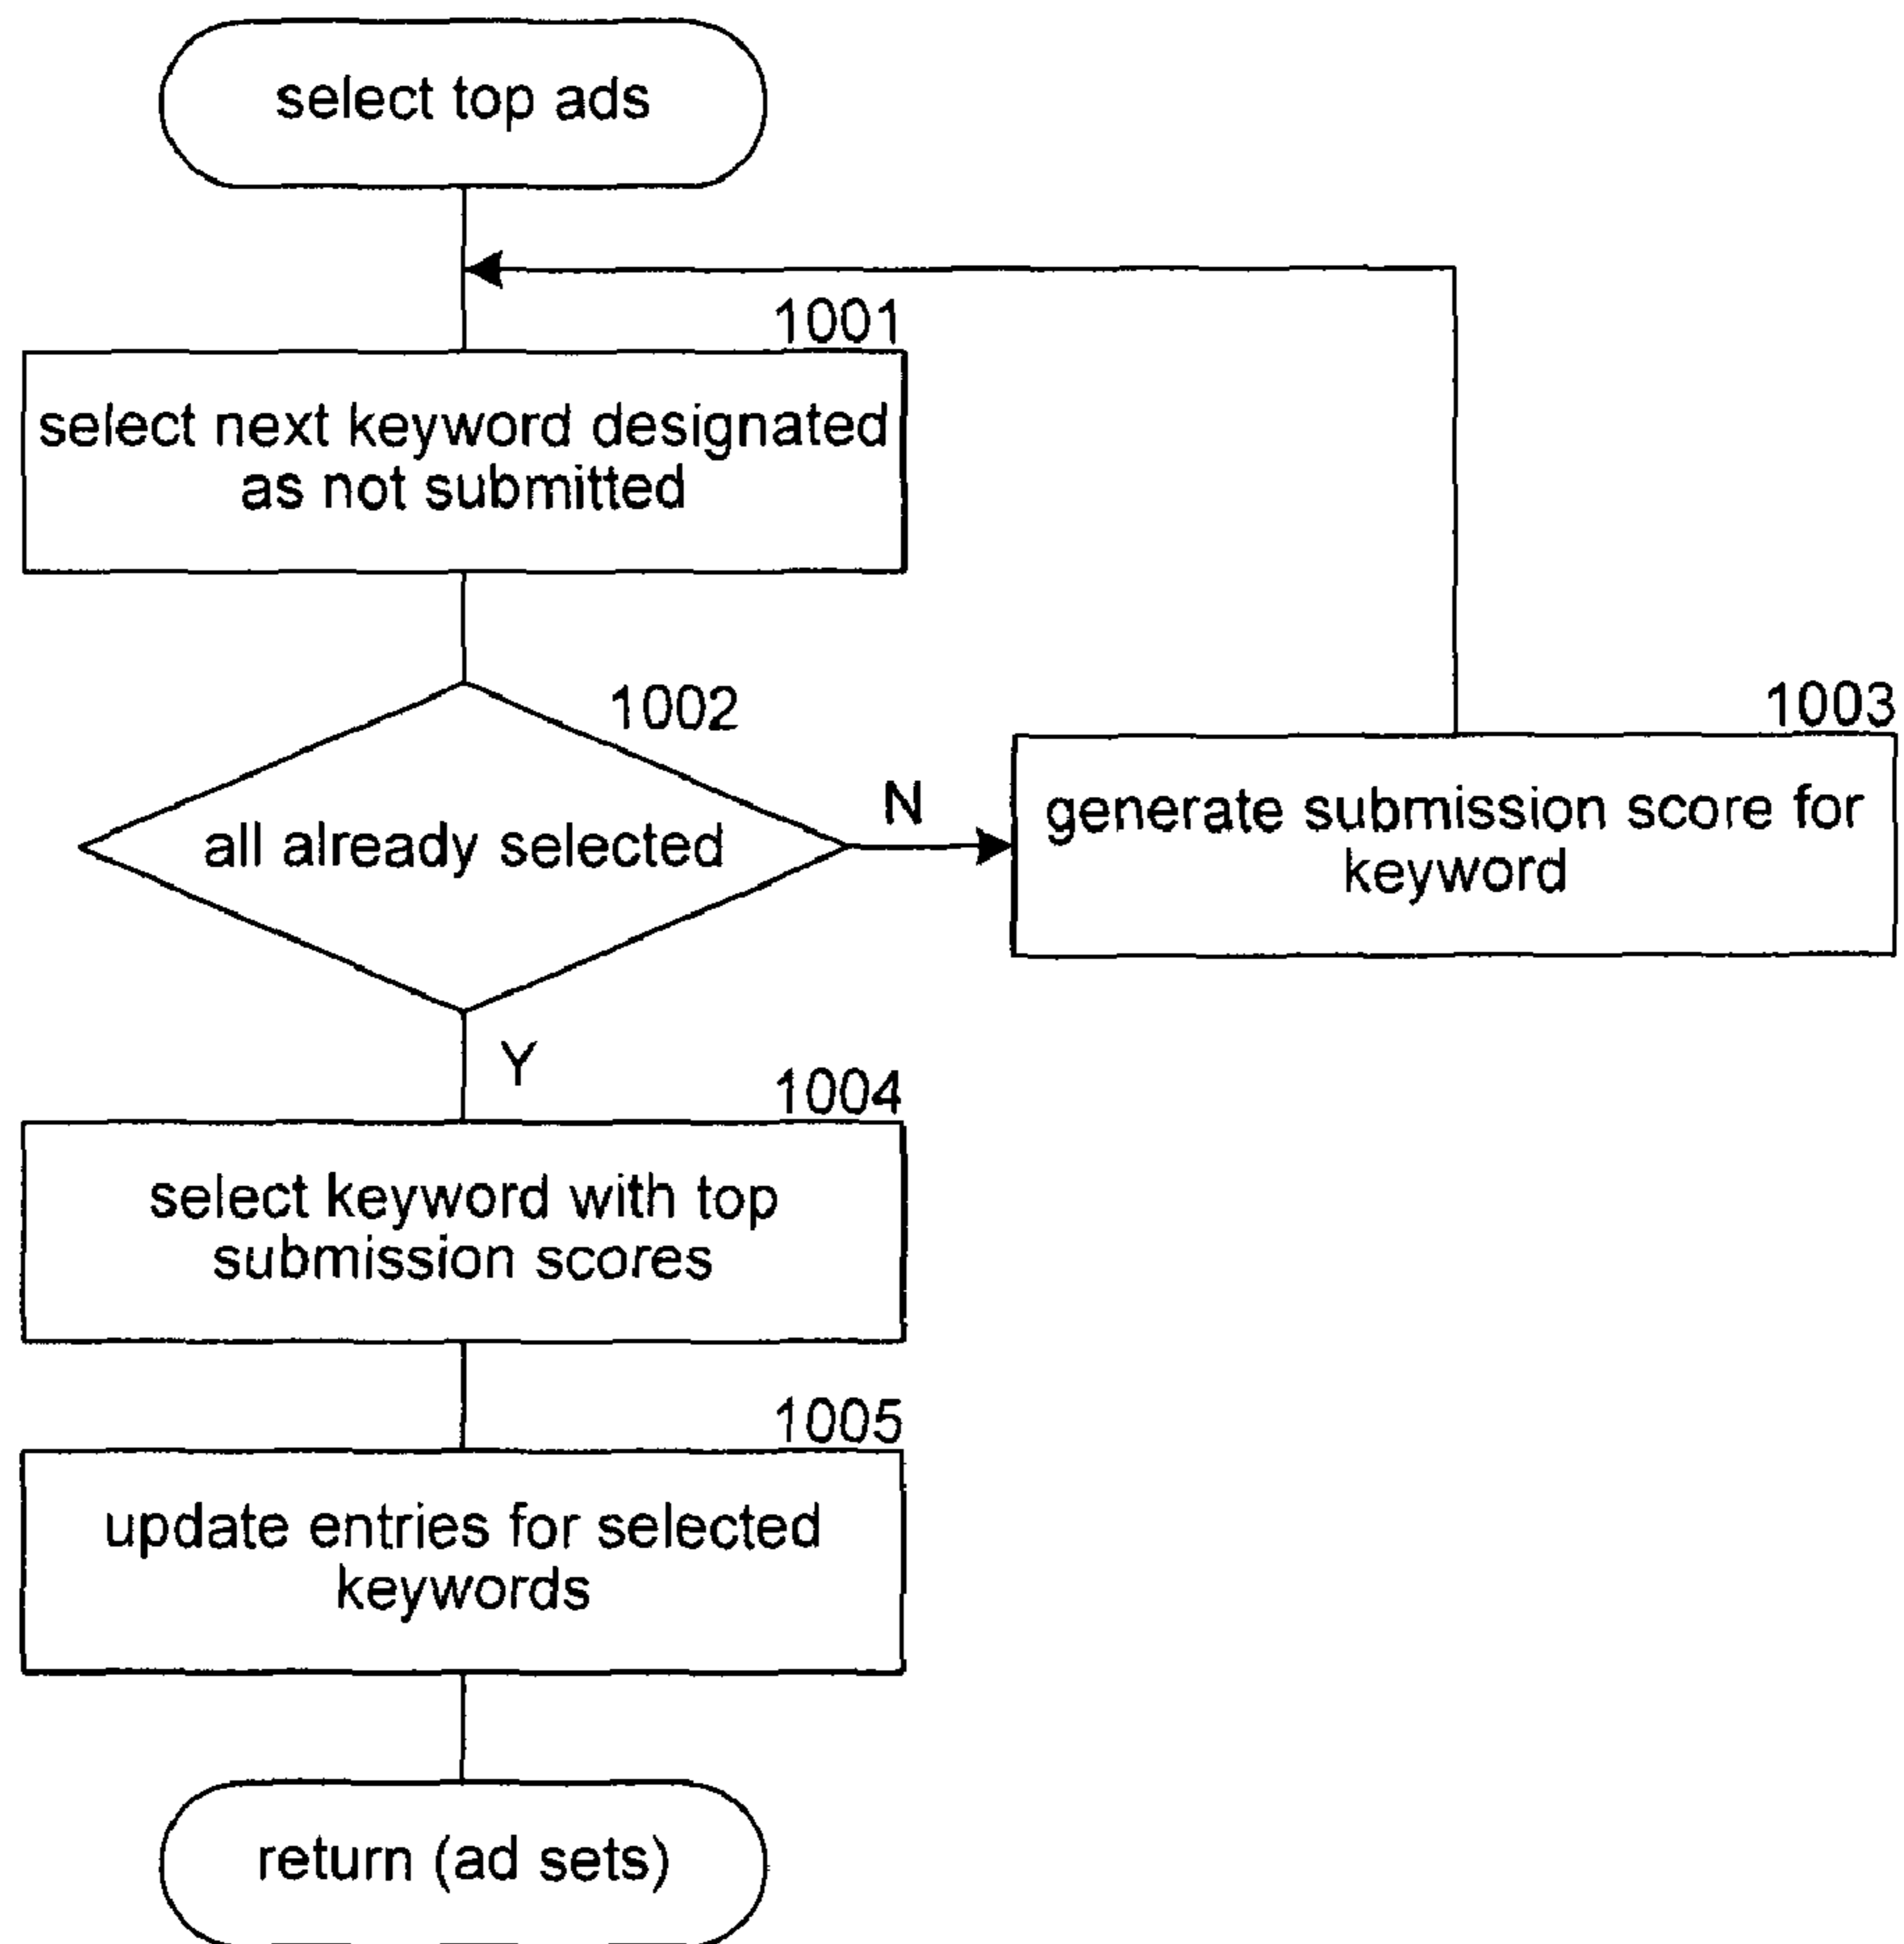 select top ads
1001
select next keyword designated
as not submitted
1002
all already selected
N
1003
generate submission score for
keyword
Y
1004
select keyword with top
submission scores
1005
update entries for selected
keywords
return (ad sets)